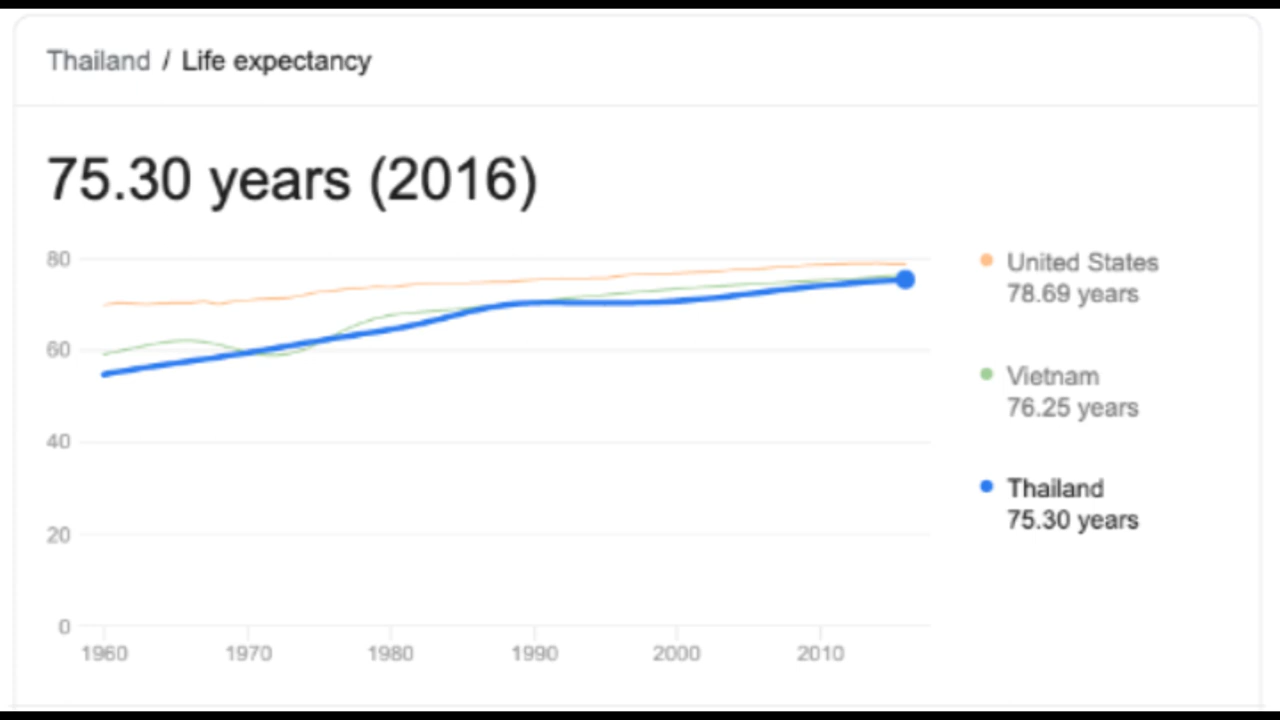 Thailand / Life expectancy
75.30 years (2016)
80
60
40
20
0
1960 1970 1980 1990 2000 2010
United States
78.69 years
Vietnam
76.25 years
Thailand
75.30 years